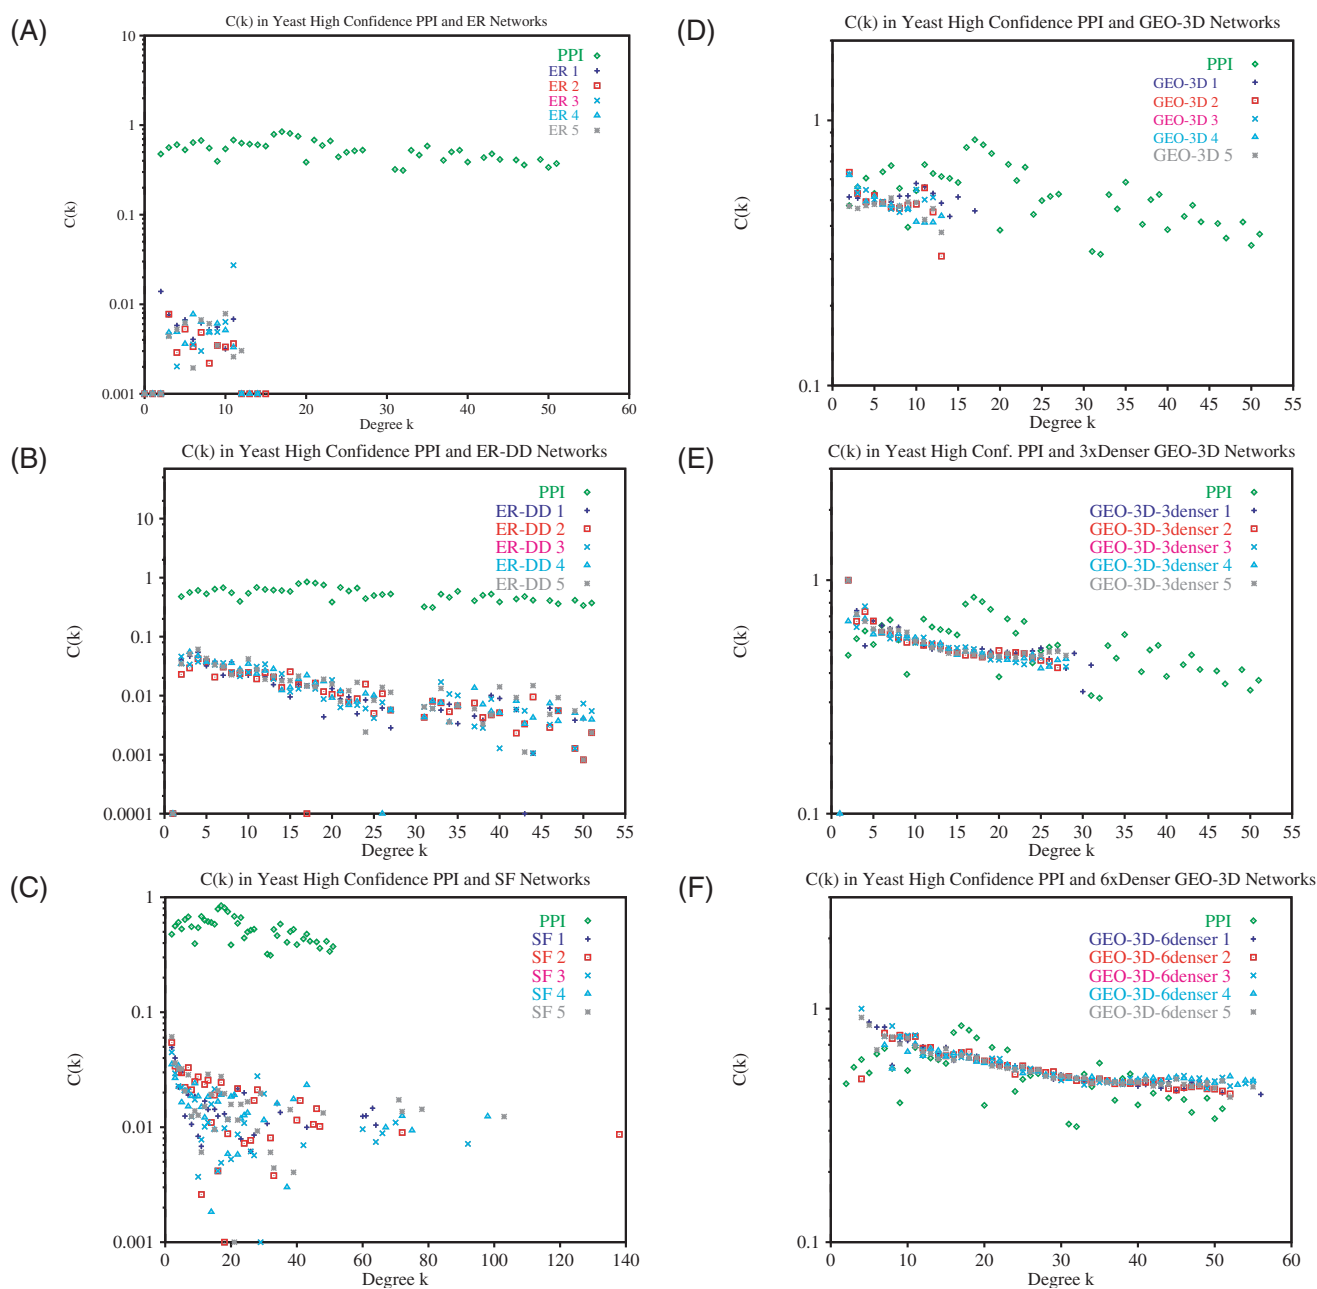 (A)
C(k) in Yeast High Confidence PPI and ER Networks
10
1
0.1
0.01
0.001
C(k)
PPI
ER 1
ER 2
ER 3
ER 4
ER 5
0 10 20 30 40 50 60
Degree k
(B)
C(k) in Yeast High Confidence PPI and ER-DD Networks
10
1
0.1
0.01
0.001
0.0001
C(k)
PPI
ER-DD 1
ER-DD 2
ER-DD 3
ER-DD 4
ER-DD 5
0 5 10 15 20 25 30 35 40 45 50 55
Degree k
(C)
C(k) in Yeast High Confidence PPI and SF Networks
1
0.1
0.01
0.001
C(k)
PPI
SF 1
SF 2
SF 3
SF 4
SF 5
0 20 40 60 80 100 120 140
Degree k
(D)
C(k) in Yeast High Confidence PPI and GEO-3D Networks
1
0.1
C(k)
PPI
GEO-3D 1
GEO-3D 2
GEO-3D 3
GEO-3D 4
GEO-3D 5
0 5 10 15 20 25 30 35 40 45 50 55
Degree k
(E)
C(k) in Yeast High Conf. PPI and 3xDenser GEO-3D Networks
1
0.1
C(k)
PPI
GEO-3D-3denser 1
GEO-3D-3denser 2
GEO-3D-3denser 3
GEO-3D-3denser 4
GEO-3D-3denser 5
0 5 10 15 20 25 30 35 40 45 50 55
Degree k
(F)
C(k) in Yeast High Confidence PPI and 6xDenser GEO-3D Networks
1
0.1
C(k)
PPI
GEO-3D-6denser 1
GEO-3D-6denser 2
GEO-3D-6denser 3
GEO-3D-6denser 4
GEO-3D-6denser 5
0 10 20 30 40 50 60
Degree k